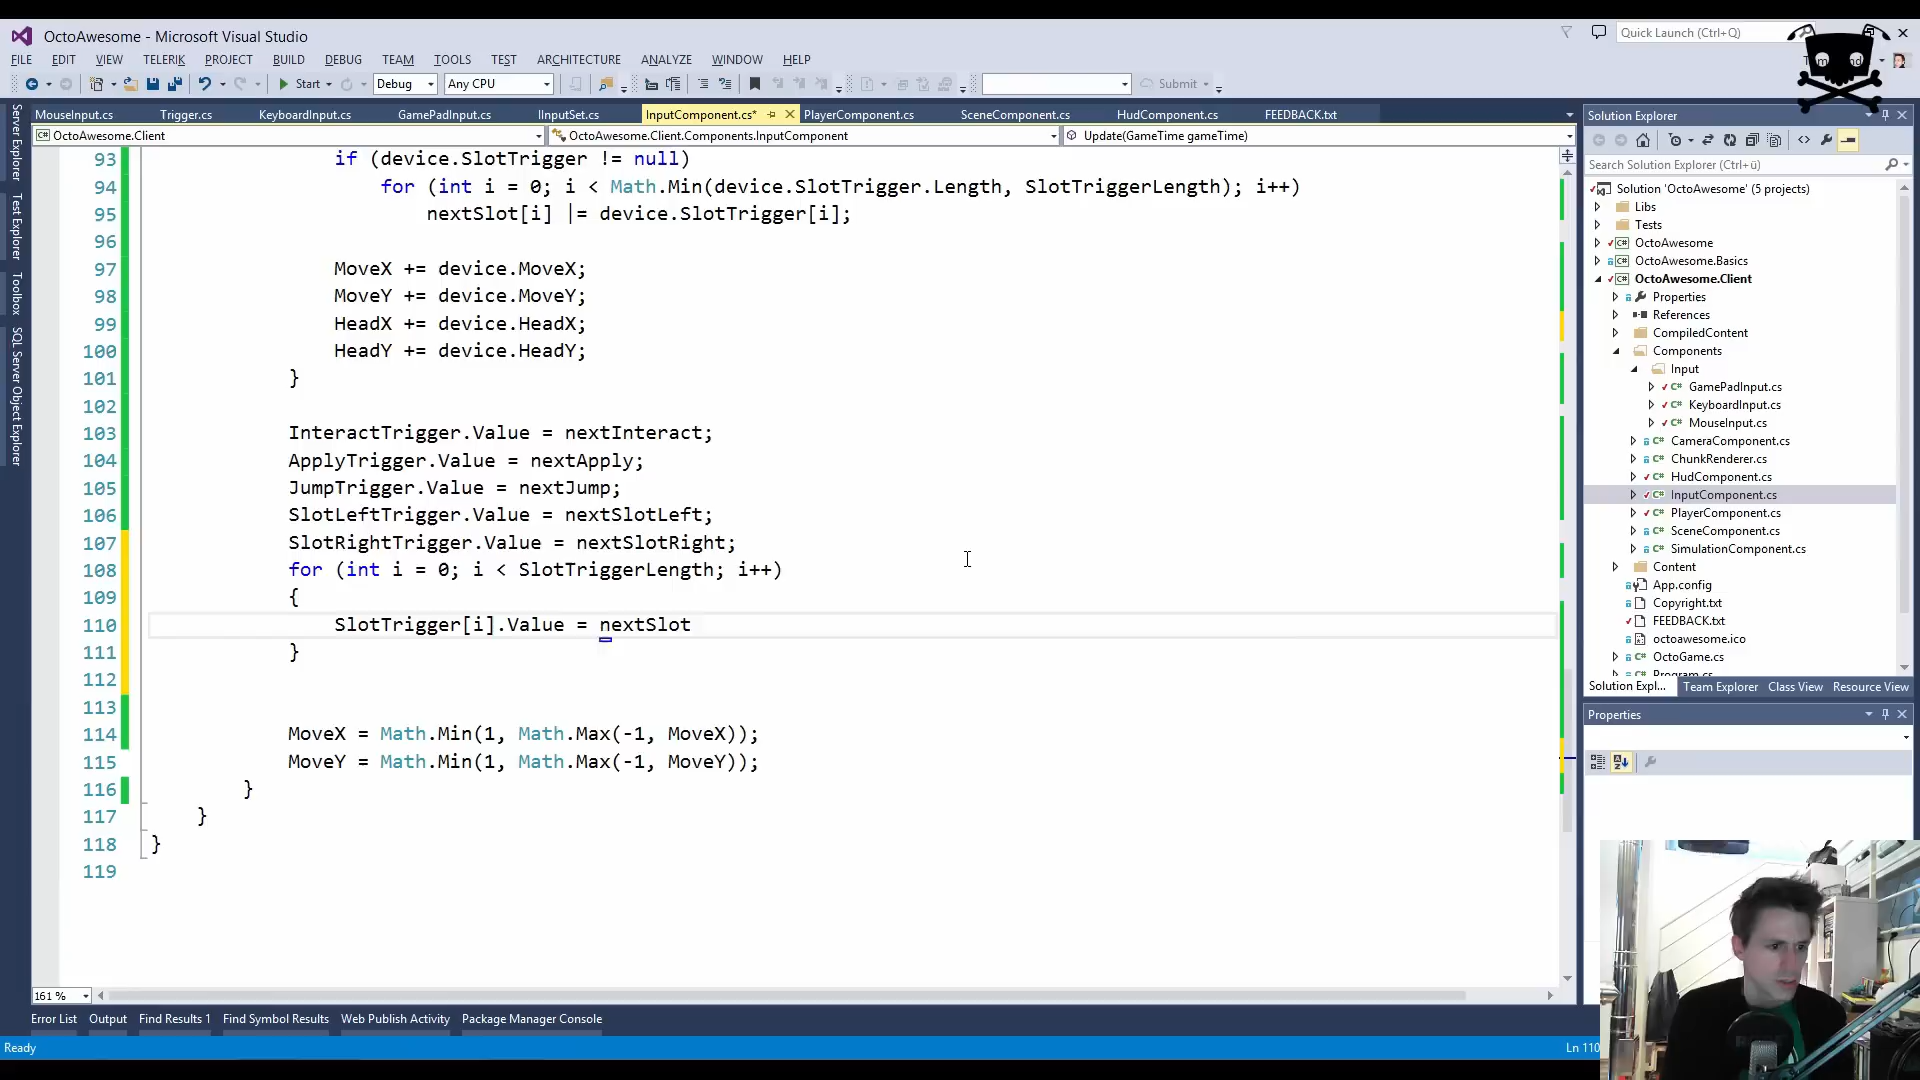 OctoAwesome - Microsoft Visual Studio
Quick Launch (Ctrl+Q)
FILE EDIT VIEW TELERIK PROJECT BUILD DEBUG TEAM TOOLS TEST ARCHITECTURE ANALYZE WINDOW HELP
Start Debug Any CPU Submit
MouseInput.cs Trigger.cs KeyboardInput.cs GamePadInput.cs IInputSet.cs InputComponent.cs* PlayerComponent.cs SceneComponent.cs HudComponent.cs FEEDBACK.txt
OctoAwesome.Client OctoAwesome.Client.Components.InputComponent Update(GameTime gameTime)
Server Explorer
Test Explorer
Toolbox
SQL Server Object Explorer
93 if (device.SlotTrigger != null)
94 for (int i = 0; i < Math.Min(device.SlotTrigger.Length, SlotTriggerLength); i++)
95 nextSlot[i] |= device.SlotTrigger[i];
96
97 MoveX += device.MoveX;
98 MoveY += device.MoveY;
99 HeadX += device.HeadX;
100 HeadY += device.HeadY;
101 }
102
103 InteractTrigger.Value = nextInteract;
104 ApplyTrigger.Value = nextApply;
105 JumpTrigger.Value = nextJump;
106 SlotLeftTrigger.Value = nextSlotLeft;
107 SlotRightTrigger.Value = nextSlotRight;
108 for (int i = 0; i < SlotTriggerLength; i++)
109 {
110 SlotTrigger[i].Value = nextSlot
111 }
112
113
114 MoveX = Math.Min(1, Math.Max(-1, MoveX));
115 MoveY = Math.Min(1, Math.Max(-1, MoveY));
116 }
117 }
118 }
119
161 %
Error List Output Find Results 1 Find Symbol Results Web Publish Activity Package Manager Console
Ready Ln 110
Solution Explorer
Search Solution Explorer (Ctrl+ü)
Solution 'OctoAwesome' (5 projects)
Libs
Tests
OctoAwesome
OctoAwesome.Basics
OctoAwesome.Client
Properties
References
CompiledContent
Components
Input
GamePadInput.cs
KeyboardInput.cs
MouseInput.cs
CameraComponent.cs
ChunkRenderer.cs
HudComponent.cs
InputComponent.cs
PlayerComponent.cs
SceneComponent.cs
SimulationComponent.cs
Content
App.config
Copyright.txt
FEEDBACK.txt
octoawesome.ico
OctoGame.cs
Program.cs
Solution Expl... Team Explorer Class View Resource View
Properties